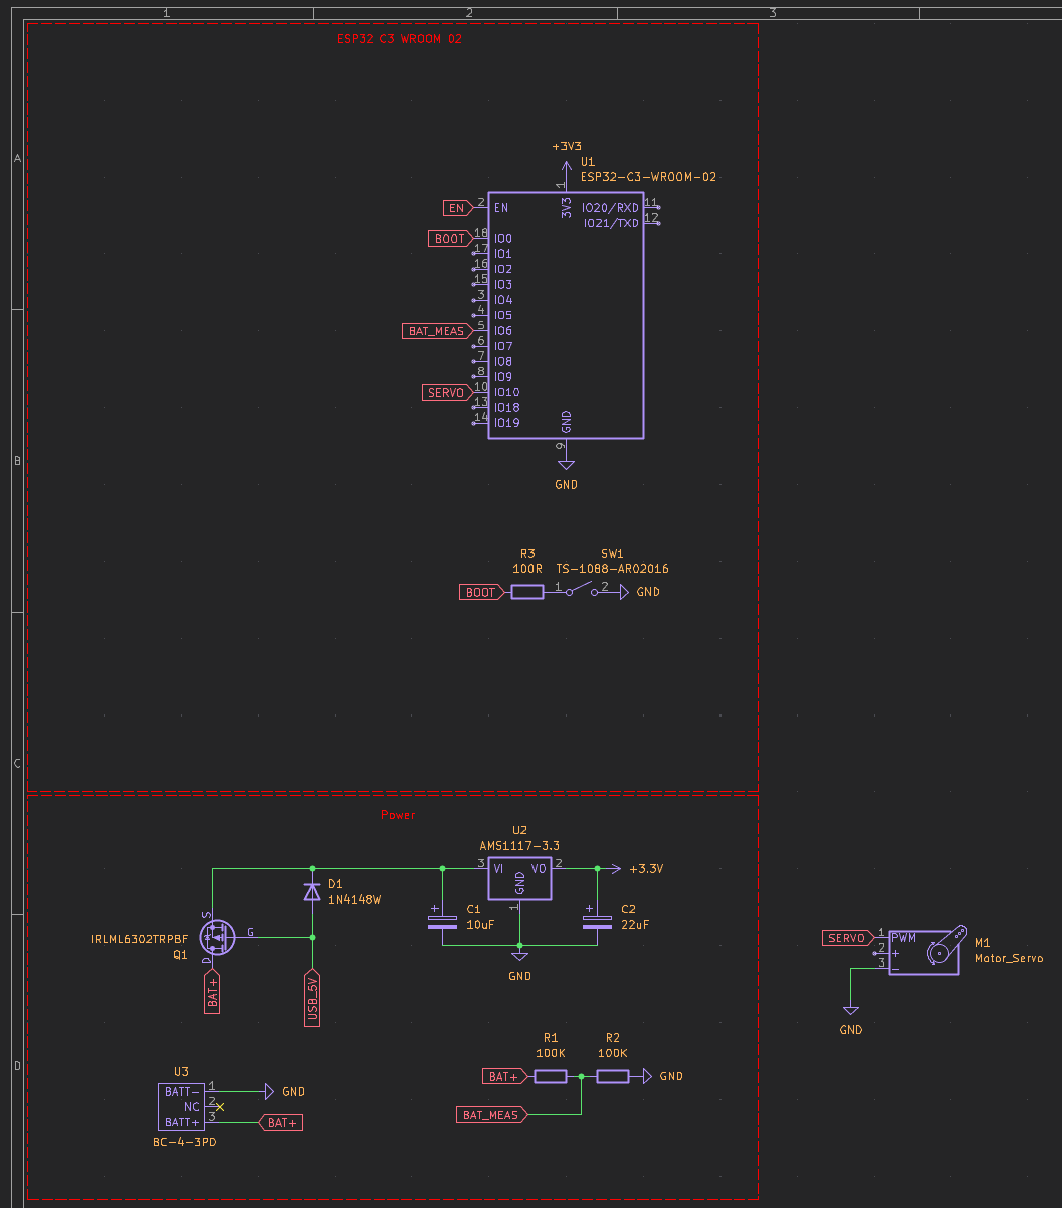 1 2 3
ESP32 C3 WROOM 02
A
+3V3
U1
ESP32-C3-WROOM-02
1
3V3
EN 2 EN
IO20/RXD 11
IO21/TXD 12
BOOT 18 IO0
17 IO1
16 IO2
15 IO3
3 IO4
4 IO5
BAT_MEAS 5 IO6
6 IO7
7 IO8
8 IO9
SERVO 10 IO10
13 IO18
14 IO19
GND
9
GND
B
R3
100R
SW1
TS-1088-AR02016
BOOT 1 2 GND
C
Power
U2
AMS1117-3.3
3 VI VO 2
GND
1
+3.3V
D1
1N4148W
C1
10uF
C2
22uF
GND
S
G
D
IRLML6302TRPBF
Q1
BAT+
USB_5V
SERVO 1 PWM
2 +
3 -
M1
Motor_Servo
GND
D
R1
100K
R2
100K
BAT+ GND
BAT_MEAS
U3
BATT- 1 GND
NC 2
BATT+ 3 BAT+
BC-4-3PD